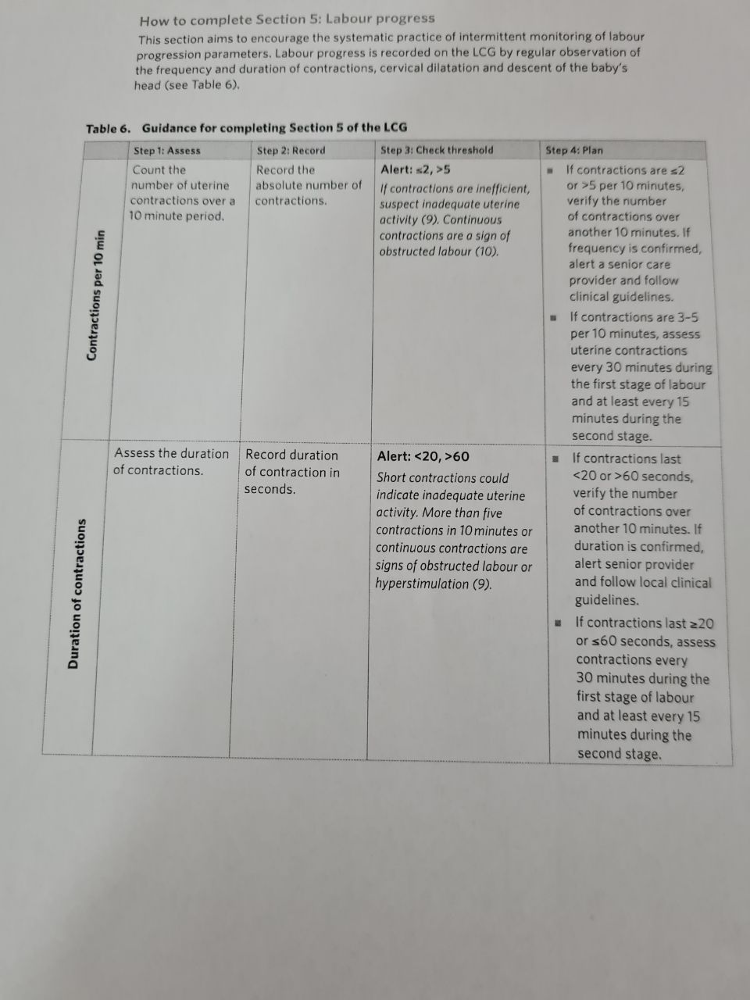 How to complete Section 5: Labour progress
This section aims to encourage the systematic practice of intermittent monitoring of labour
progression parameters. Labour progress is recorded on the LCG by regular observation of
the frequency and duration of contractions, cervical dilatation and descent of the baby's
head (see Table 6).
Table 6. Guidance for completing Section 5 of the LCG
Step 1: Assess
Step 2: Record
Step 3: Check threshold
Step 4: Plan
Contractions per 10 min
Count the
number of uterine
contractions over a
10 minute period.
Record the
absolute number of
contractions.
Alert: ≤2, >5
If contractions are inefficient,
suspect inadequate uterine
activity (9). Continuous
contractions are a sign of
obstructed labour (10).
▪ If contractions are ≤2
or >5 per 10 minutes,
verify the number
of contractions over
another 10 minutes. If
frequency is confirmed,
alert a senior care
provider and follow
clinical guidelines.
▪ If contractions are 3–5
per 10 minutes, assess
uterine contractions
every 30 minutes during
the first stage of labour
and at least every 15
minutes during the
second stage.
Duration of contractions
Assess the duration
of contractions.
Record duration
of contraction in
seconds.
Alert: <20, >60
Short contractions could
indicate inadequate uterine
activity. More than five
contractions in 10 minutes or
continuous contractions are
signs of obstructed labour or
hyperstimulation (9).
▪ If contractions last
<20 or >60 seconds,
verify the number
of contractions over
another 10 minutes. If
duration is confirmed,
alert senior provider
and follow local clinical
guidelines.
▪ If contractions last ≥20
or ≤60 seconds, assess
contractions every
30 minutes during the
first stage of labour
and at least every 15
minutes during the
second stage.